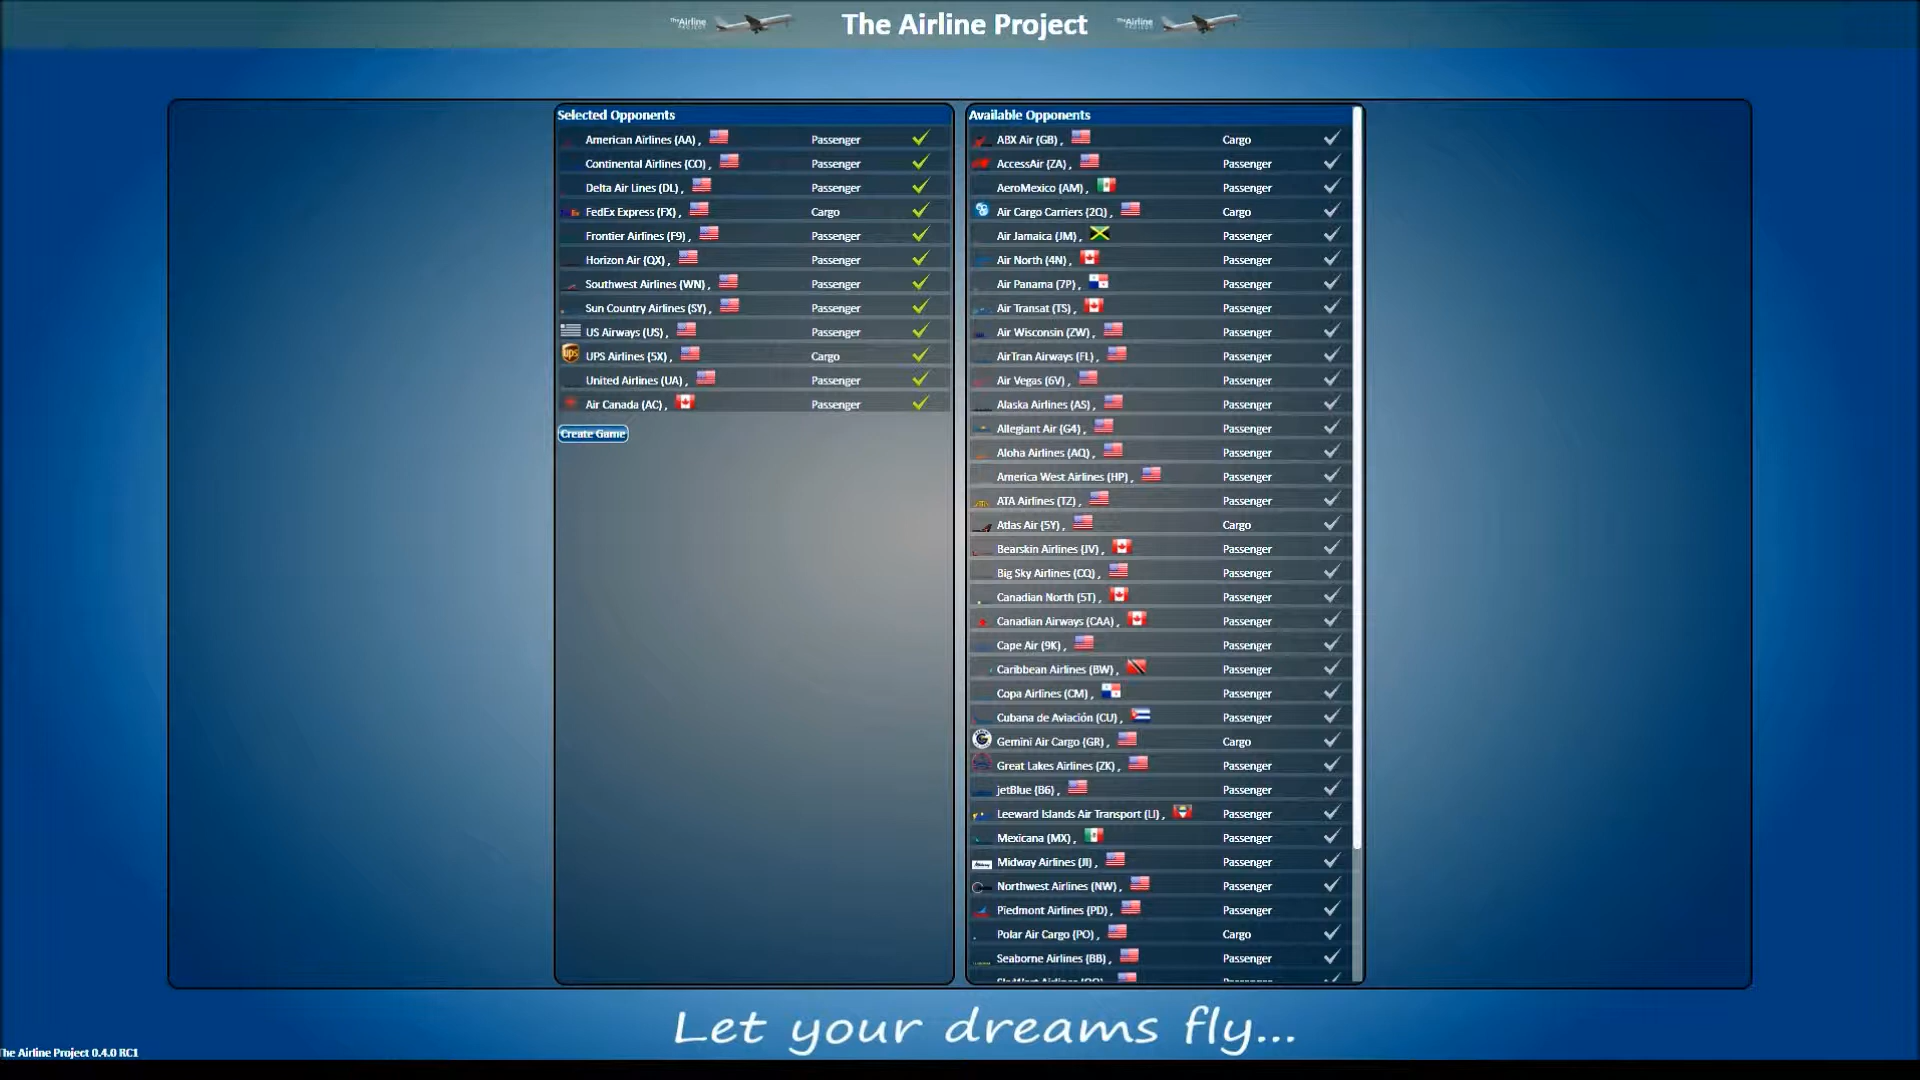 The Airline PROJECT
The Airline Project
The Airline PROJECT
Selected Opponents
American Airlines (AA) , Passenger
Continental Airlines (CO) , Passenger
Delta Air Lines (DL) , Passenger
FedEx Express (FX) , Cargo
Frontier Airlines (F9) , Passenger
Horizon Air (QX) , Passenger
Southwest Airlines (WN) , Passenger
Sun Country Airlines (SY) , Passenger
US Airways (US) , Passenger
ups UPS Airlines (5X) , Cargo
United Airlines (UA) , Passenger
Air Canada (AC) , Passenger
Create Game
Available Opponents
ABX Air (GB) , Cargo
AccessAir (ZA) , Passenger
AeroMexico (AM) , Passenger
Air Cargo Carriers (2Q) , Cargo
Air Jamaica (JM) , Passenger
Air North (4N) , Passenger
Air Panama (7P) , Passenger
Air Transat (TS) , Passenger
Air Wisconsin (ZW) , Passenger
AirTran Airways (FL) , Passenger
Air Vegas (6V) , Passenger
Alaska Airlines (AS) , Passenger
Allegiant Air (G4) , Passenger
Aloha Airlines (AQ) , Passenger
America West Airlines (HP) , Passenger
ATA Airlines (TZ) , Passenger
Atlas Air (5Y) , Cargo
Bearskin Airlines (JV) , Passenger
Big Sky Airlines (CQ) , Passenger
Canadian North (5T) , Passenger
Canadian Airways (CAA) , Passenger
Cape Air (9K) , Passenger
Caribbean Airlines (BW) , Passenger
Copa Airlines (CM) , Passenger
Cubana de Aviación (CU) , Passenger
Gemini Air Cargo (GR) , Cargo
Great Lakes Airlines (ZK) , Passenger
jetBlue (B6) , Passenger
Leeward Islands Air Transport (LI) , Passenger
Mexicana (MX) , Passenger
Midway Airlines (JI) , Passenger
Northwest Airlines (NW) , Passenger
Piedmont Airlines (PD) , Passenger
Polar Air Cargo (PO) , Cargo
Seaborne Airlines (BB) , Passenger
Let your dreams fly...
The Airline Project 0.4.0 RC1